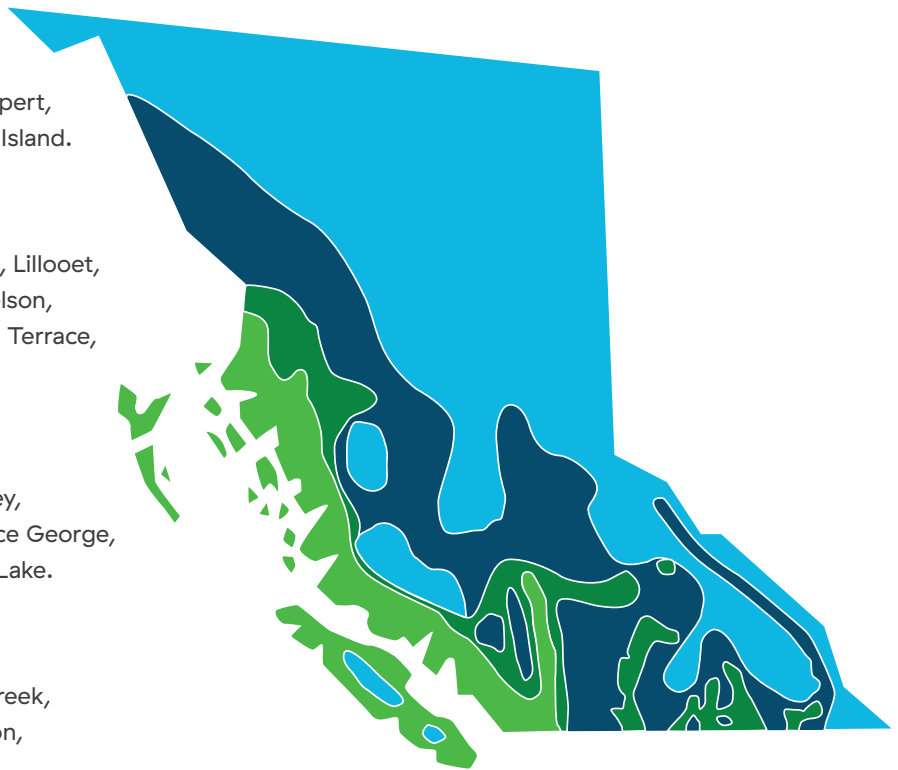 pert,
Island.
, Lillooet,
lson,
Terrace,
ey,
ce George,
Lake.
reek,
on,